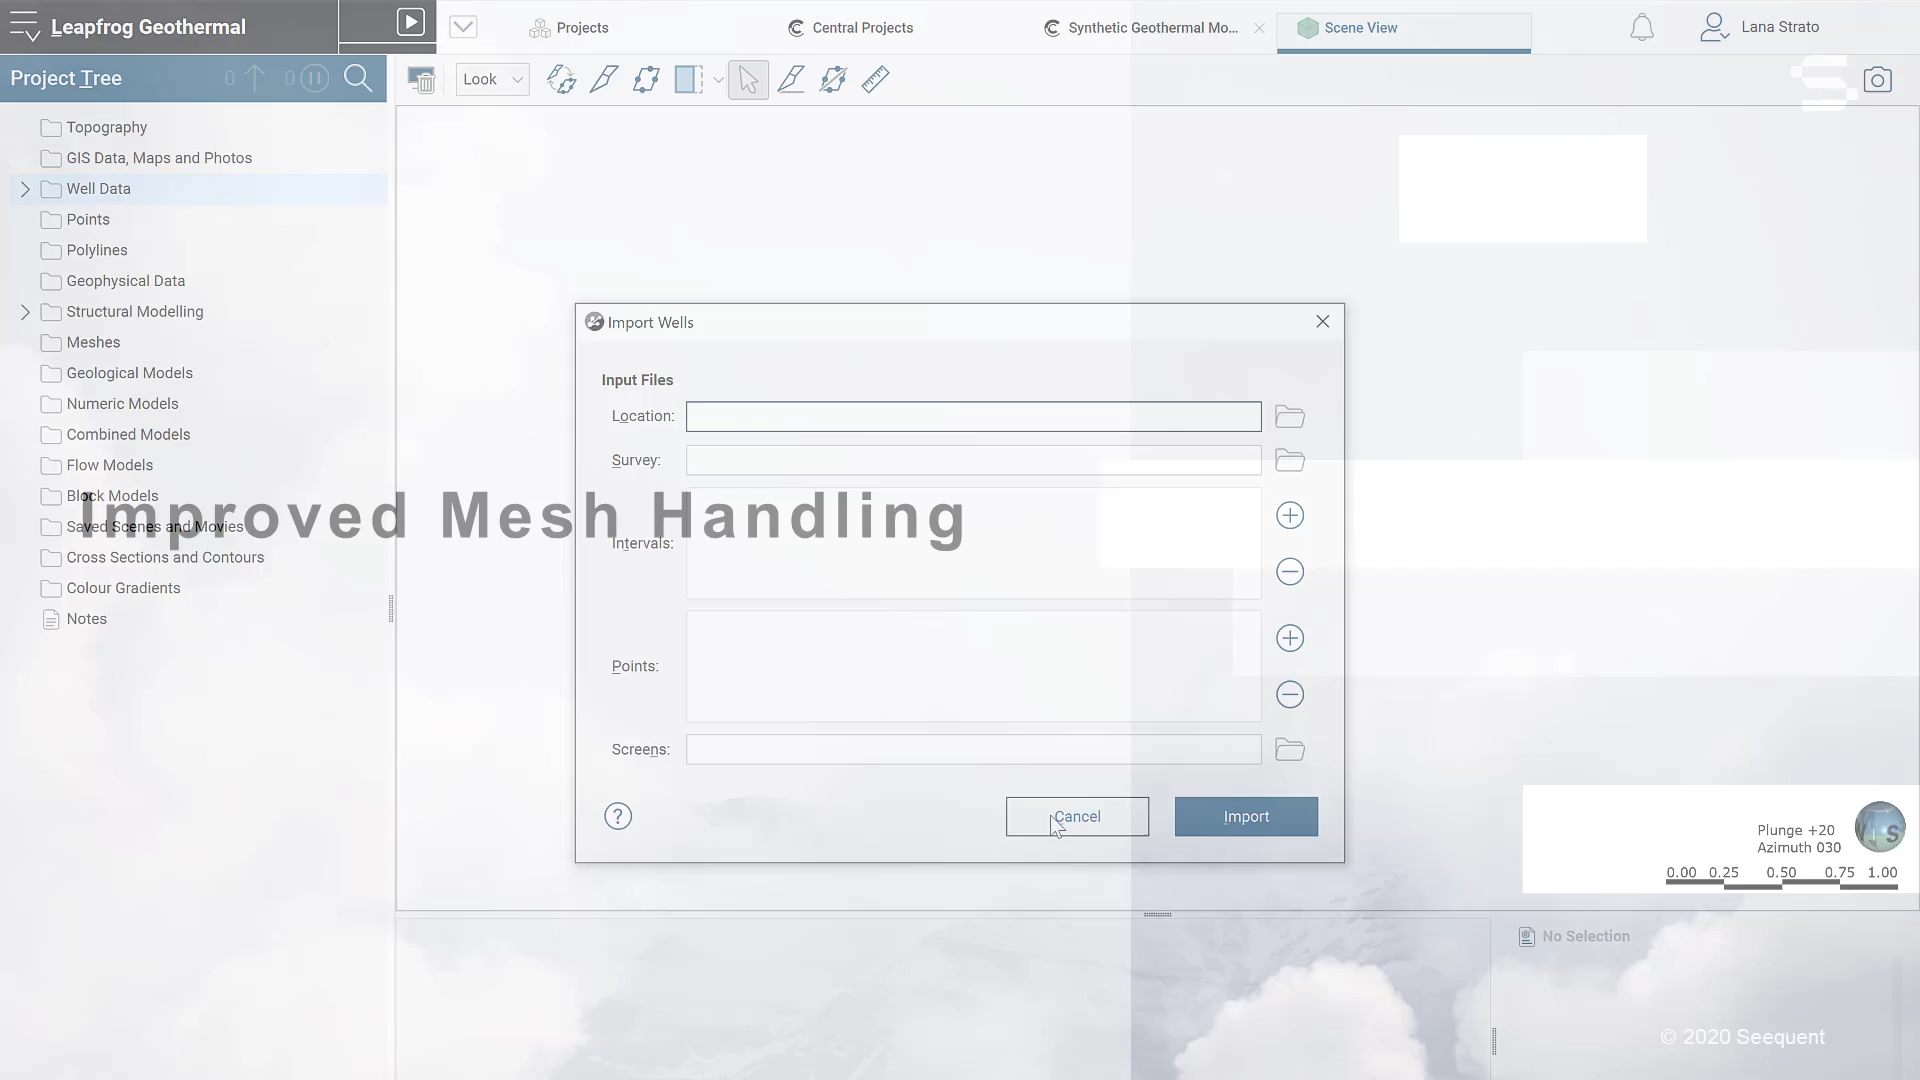 Leapfrog Geothermal
Projects
Central Projects
Synthetic Geothermal Mo...
Scene View
Lana Strato
Project Tree
0
0
Look
Topography
GIS Data, Maps and Photos
Well Data
Points
Polylines
Geophysical Data
Structural Modelling
Meshes
Geological Models
Numeric Models
Combined Models
Flow Models
Block Models
Saved Scenes and Movies
Cross Sections and Contours
Colour Gradients
Notes
Improved Mesh Handling
Import Wells
Input Files
Location:
Survey:
Intervals:
Points:
Screens:
?
Cancel
Import
Plunge +20
Azimuth 030
S
0.00 0.25 0.50 0.75 1.00
No Selection
© 2020 Seequent